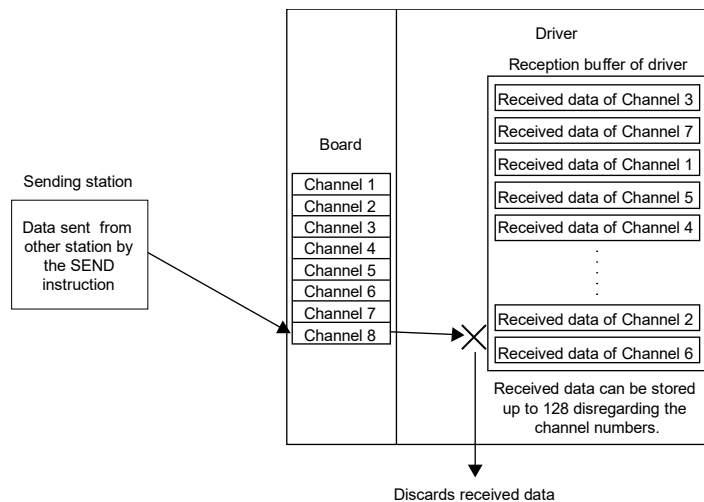 Driver
Reception buffer of driver
Received data of Channel 3
Received data of Channel 7
Received data of Channel 1
Received data of Channel 5
Received data of Channel 4
Received data of Channel 2
Received data of Channel 6
Received data can be stored
up to 128 disregarding the
channel numbers.
Board
Channel 1
Channel 2
Channel 3
Channel 4
Channel 5
Channel 6
Channel 7
Channel 8
Sending station
Data sent from
other station by
the SEND
instruction
Discards received data